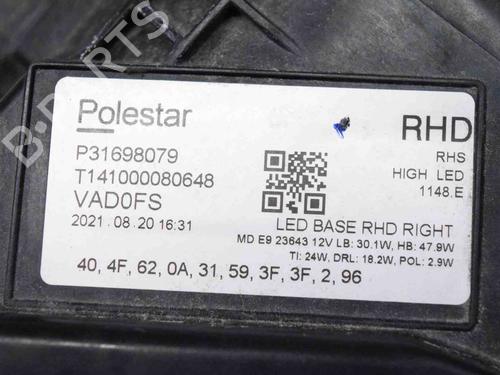 Polestar
RHD
P31698079
RHS
T141000080648
HIGH LED
VAD0FS
1148.E
2021.08.20 16:31
LED BASE RHD RIGHT
MD E9 23643 12V LB: 30.1W, HB: 47.9W
TI: 24W, DRL: 18.2W, POL: 2.9W
40, 4F, 62, 0A, 31, 59, 3F, 3F, 2, 96
B-PARTS